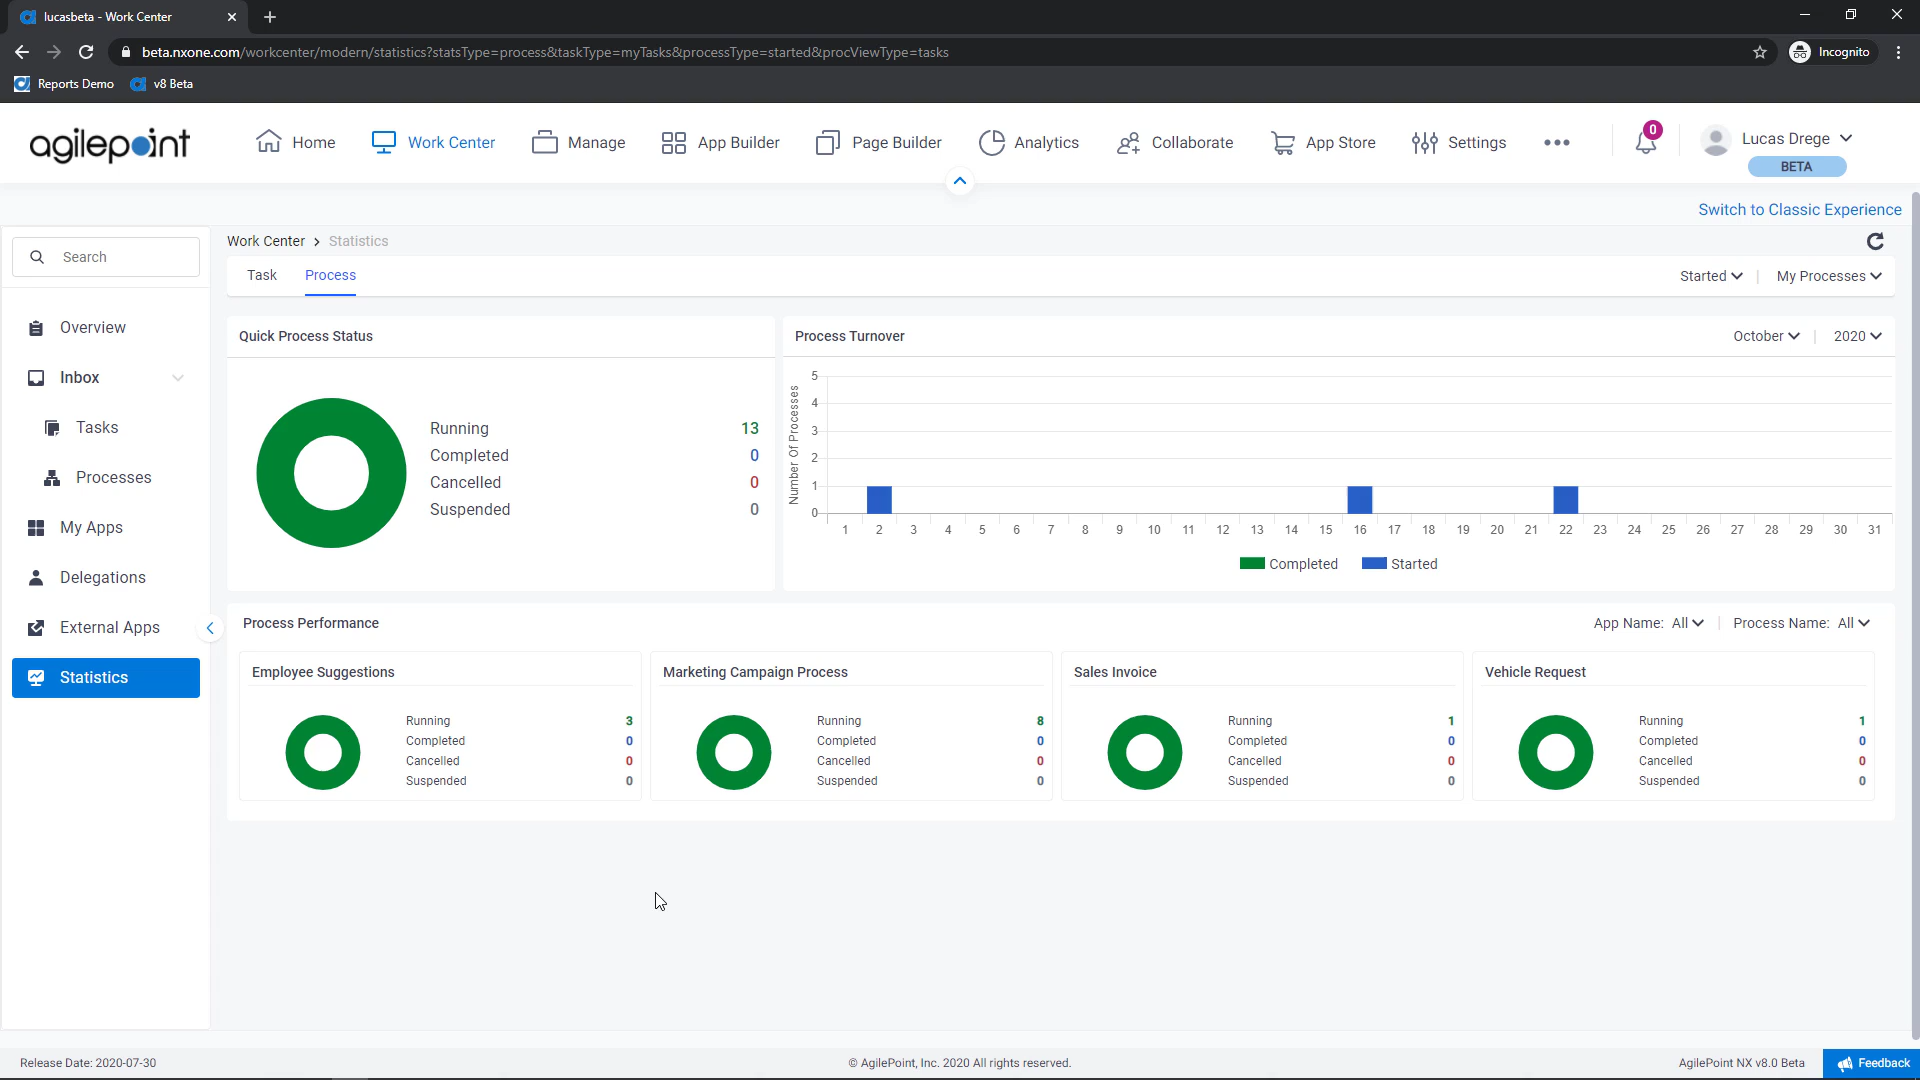 lucasbeta - Work Center
beta.nxone.com/workcenter/modern/statistics?statsType=process&taskType=myTasks&processType=started&procViewType=tasks
Incognito
Reports Demo
v8 Beta
agilepoint
Home
Work Center
Manage
App Builder
Page Builder
Analytics
Collaborate
App Store
Settings
0
Lucas Drege
BETA
Switch to Classic Experience
Search
Work Center > Statistics
Task
Process
Started
My Processes
Overview
Inbox
Tasks
Processes
My Apps
Delegations
External Apps
Statistics
Quick Process Status
Running 13
Completed 0
Cancelled 0
Suspended 0
Process Turnover
October
2020
Number Of Processes
5
4
3
2
1
0
1 2 3 4 5 6 7 8 9 10 11 12 13 14 15 16 17 18 19 20 21 22 23 24 25 26 27 28 29 30 31
Completed
Started
Process Performance
App Name: All
Process Name: All
Employee Suggestions
Running 3
Completed 0
Cancelled 0
Suspended 0
Marketing Campaign Process
Running 8
Completed 0
Cancelled 0
Suspended 0
Sales Invoice
Running 1
Completed 0
Cancelled 0
Suspended 0
Vehicle Request
Running 1
Completed 0
Cancelled 0
Suspended 0
Release Date: 2020-07-30
© AgilePoint, Inc. 2020 All rights reserved.
AgilePoint NX v8.0 Beta
Feedback